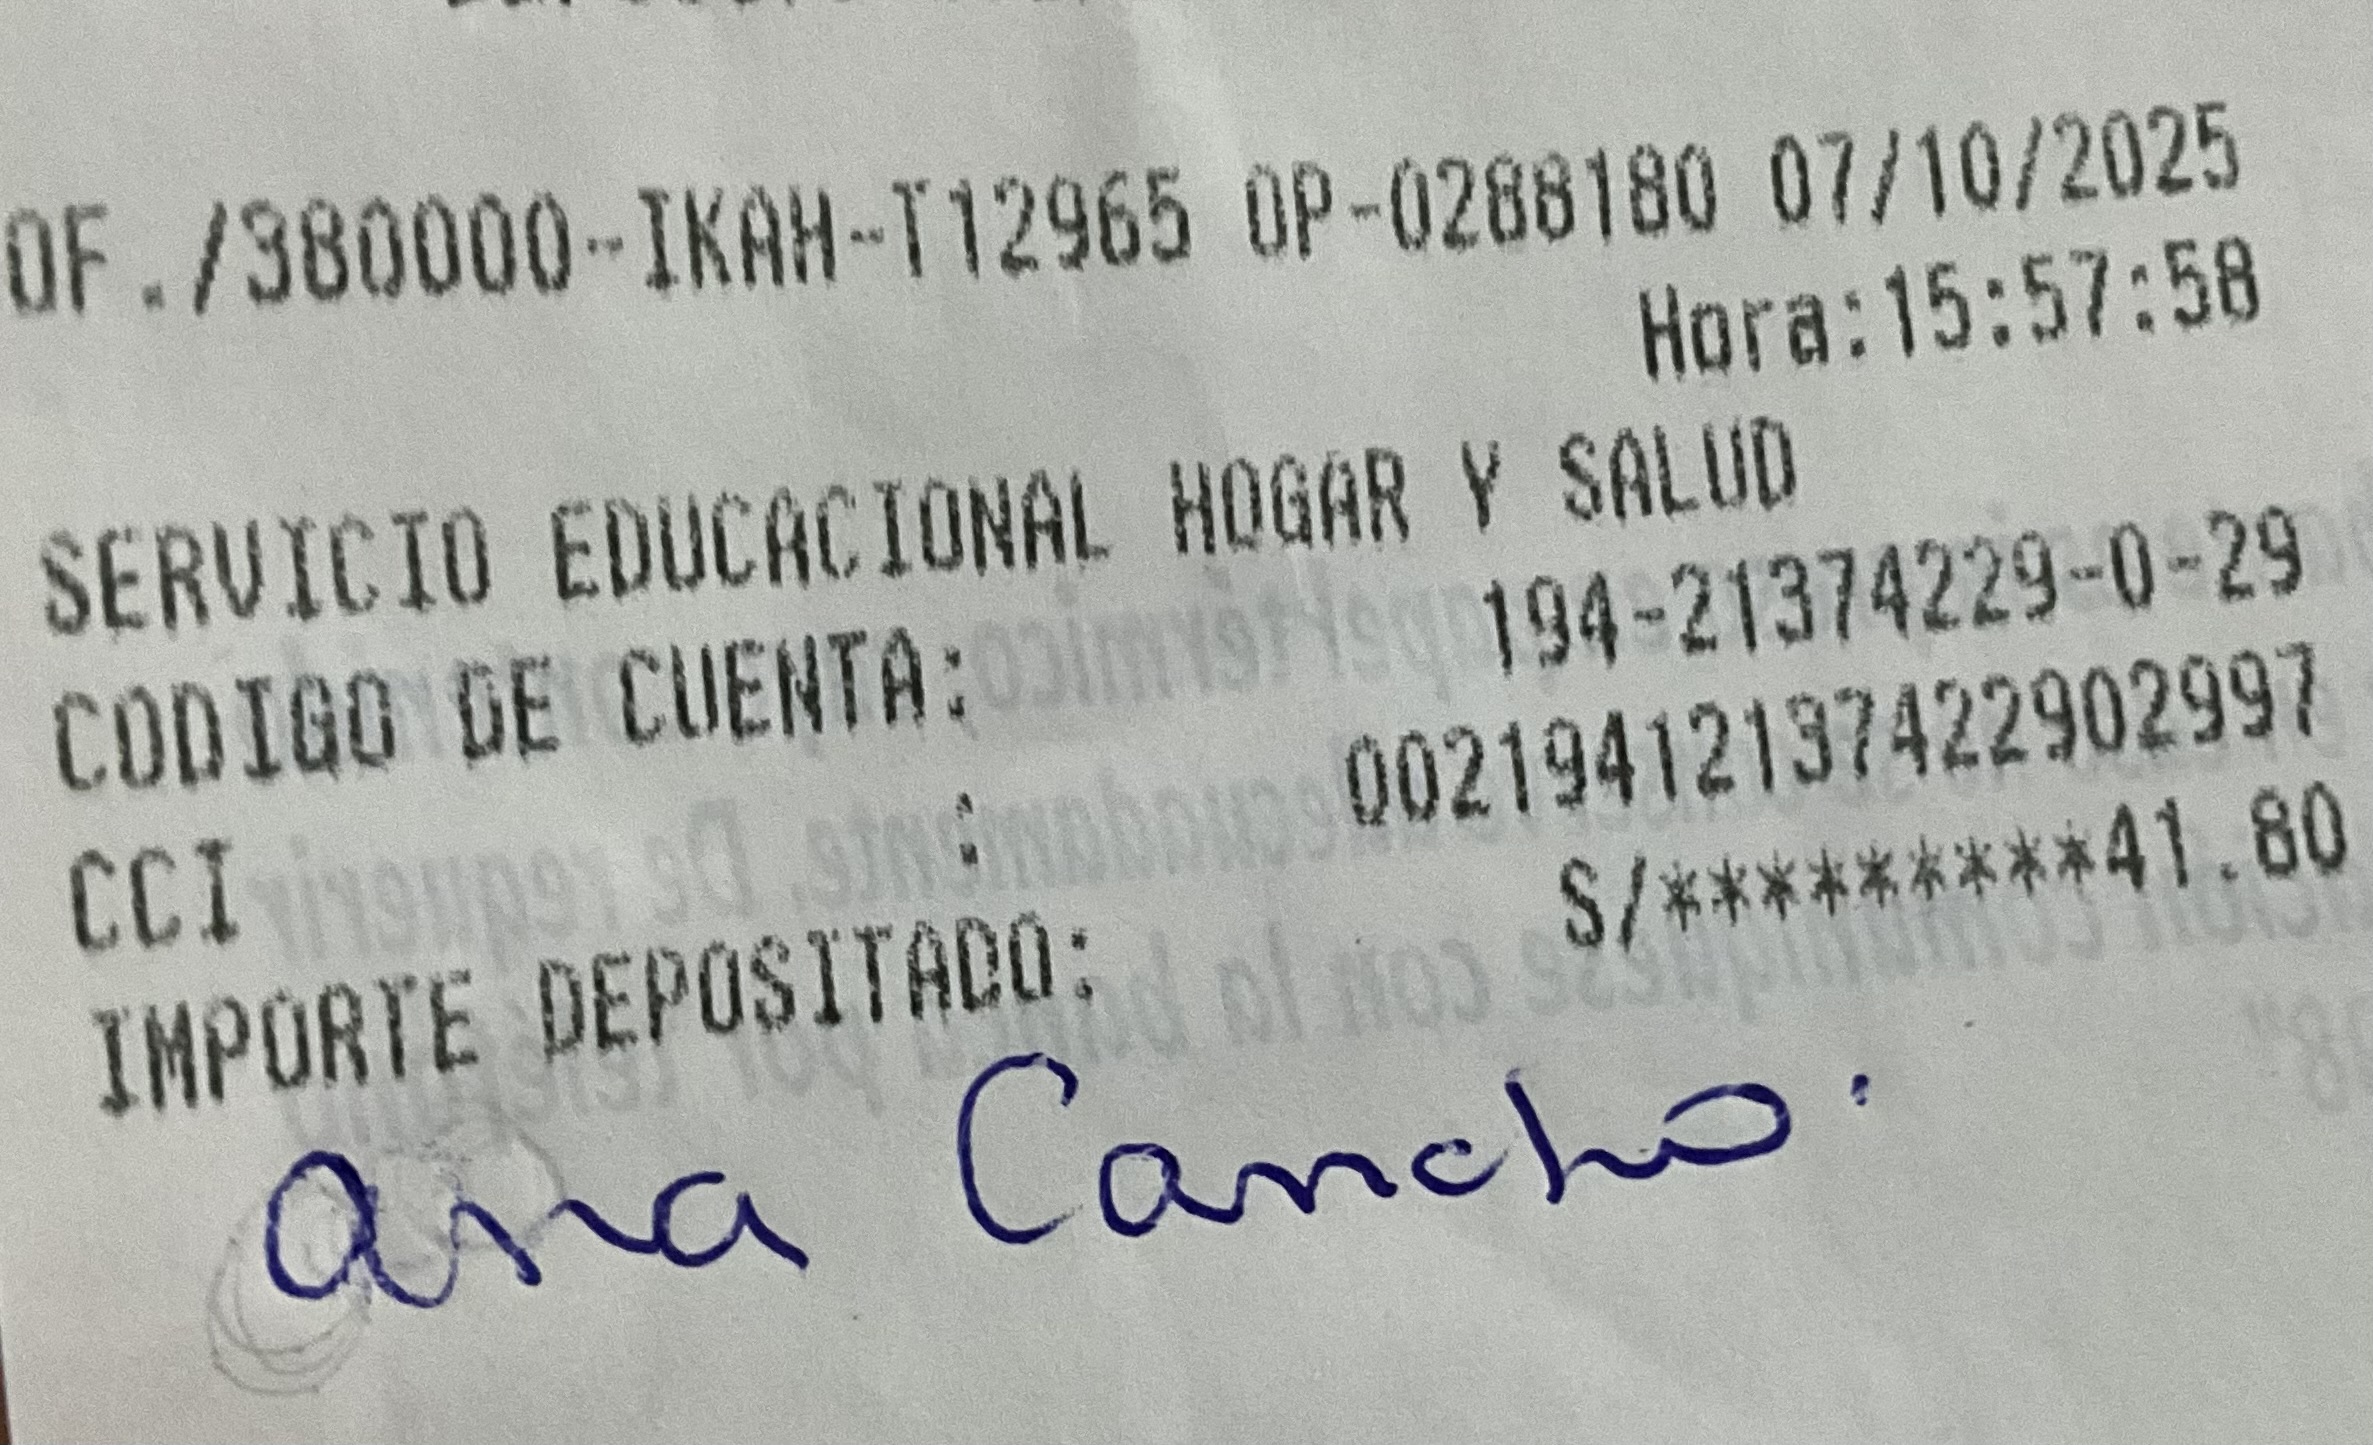 OF./380000-IKAH-T12965 OP-0288180 07/10/2025
Hora:15:57:58
SERVICIO EDUCACIONAL HOGAR Y SALUD
CODIGO DE CUENTA: 194-21374229-0-29
CCI : 00219412137422902997
IMPORTE DEPOSITADO: S/**********41.80
Ana Cancho.